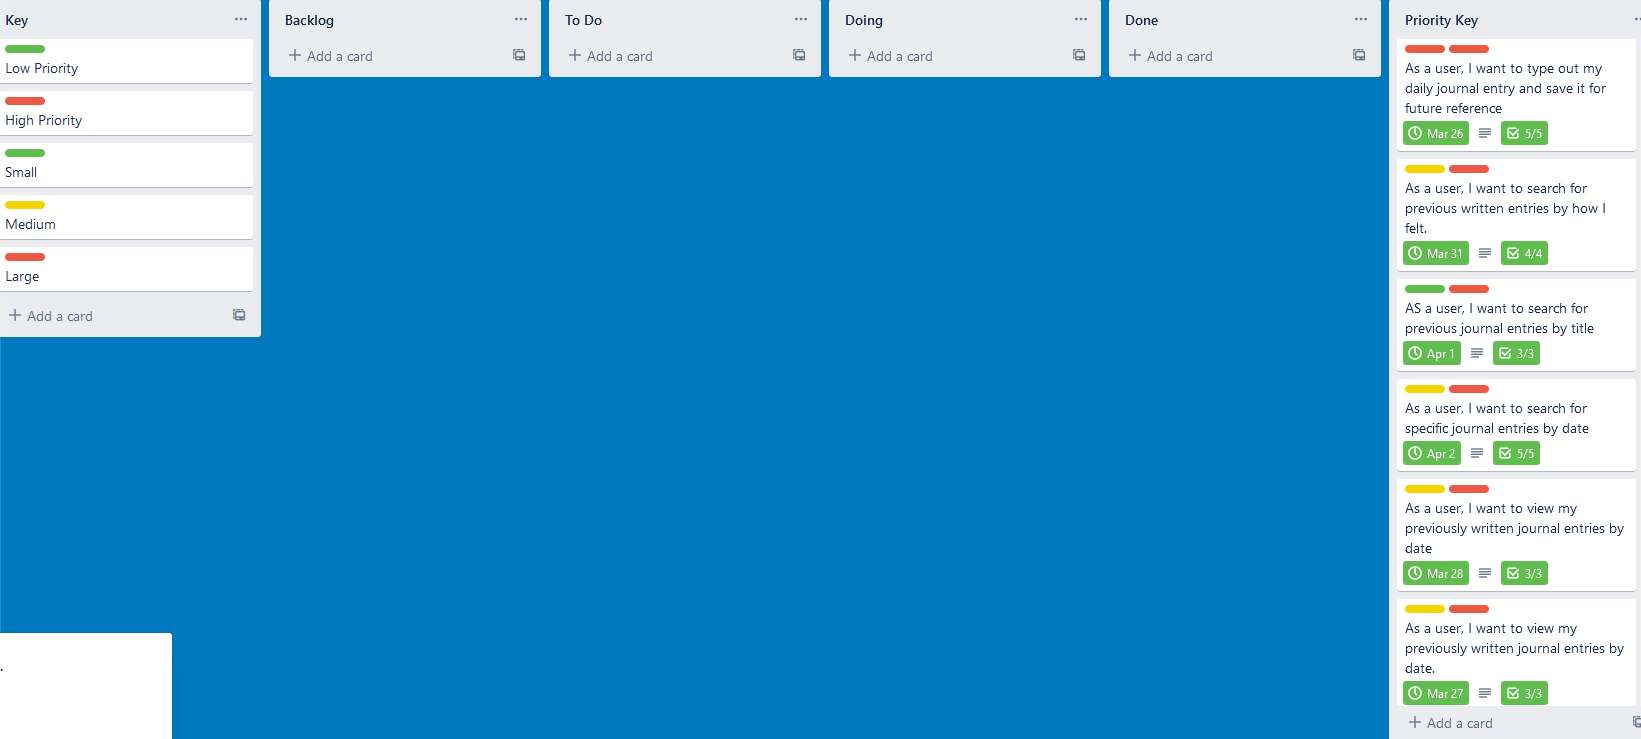 Key
Low Priority
High Priority
Small
Medium
Large
Add a card
Backlog
Add a card
To Do
Add a card
Doing
Add a card
Done
Add a card
Priority Key
As a user, I want to type out my
daily journal entry and save it for
future reference
Mar 26 5/5
As a user, I want to search for
previous written entries by how I
felt.
Mar 31 4/4
AS a user, I want to search for
previous journal entries by title
Apr 1 3/3
As a user, I want to search for
specific journal entries by date
Apr 2 5/5
As a user, I want to view my
previously written journal entries by
date
Mar 28 3/3
As a user, I want to view my
previously written journal entries by
date.
Mar 27 3/3
Add a card
.